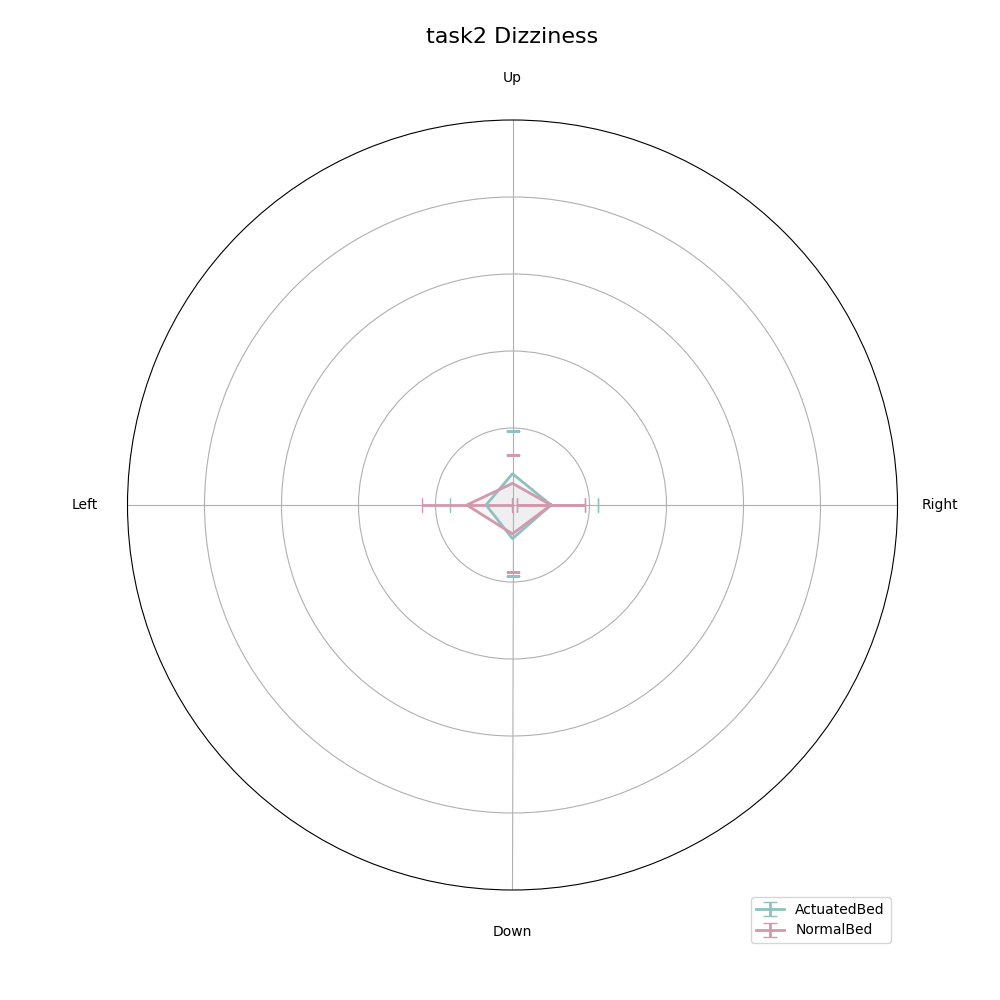 task2 Dizziness
Up
Left
Right
Down
ActuatedBed
NormalBed